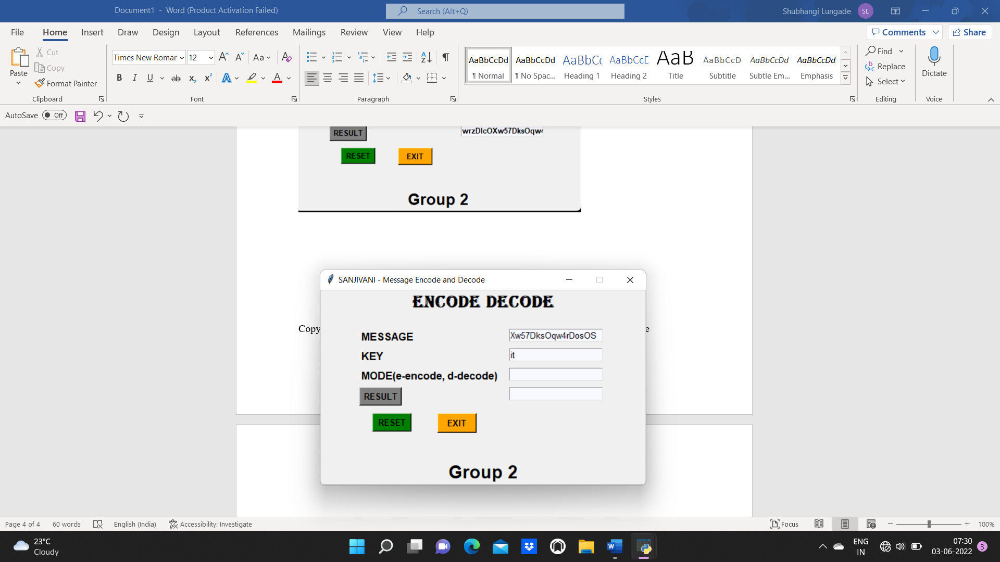 Document1 - Word (Product Activation Failed)
Search (Alt+Q)
Shubhangi Lungade
SL
File Home Insert Draw Design Layout References Mailings Review View Help
Comments
Share
Paste
Cut
Copy
Format Painter
Clipboard
Times New Romar
12
Font
Paragraph
AaBbCcDd
¶ Normal
AaBbCcDd
¶ No Spac...
AaBbCc
Heading 1
AaBbCcD
Heading 2
AaB
Title
AaBbCcD
Subtitle
AaBbCcDd
Subtle Em...
AaBbCcDd
Emphasis
Styles
Find
Replace
Select
Editing
Dictate
Voice
AutoSave Off
RESULT
RESET
EXIT
Group 2
Copy
SANJIVANI - Message Encode and Decode
ENCODE DECODE
MESSAGE Xw57DksOqw4rDosOS
KEY it
MODE(e-encode, d-decode)
RESULT
RESET
EXIT
Group 2
Page 4 of 4
60 words
English (India)
Accessibility: Investigate
Focus
100%
23°C
Cloudy
ENG
IN
07:30
03-06-2022
3